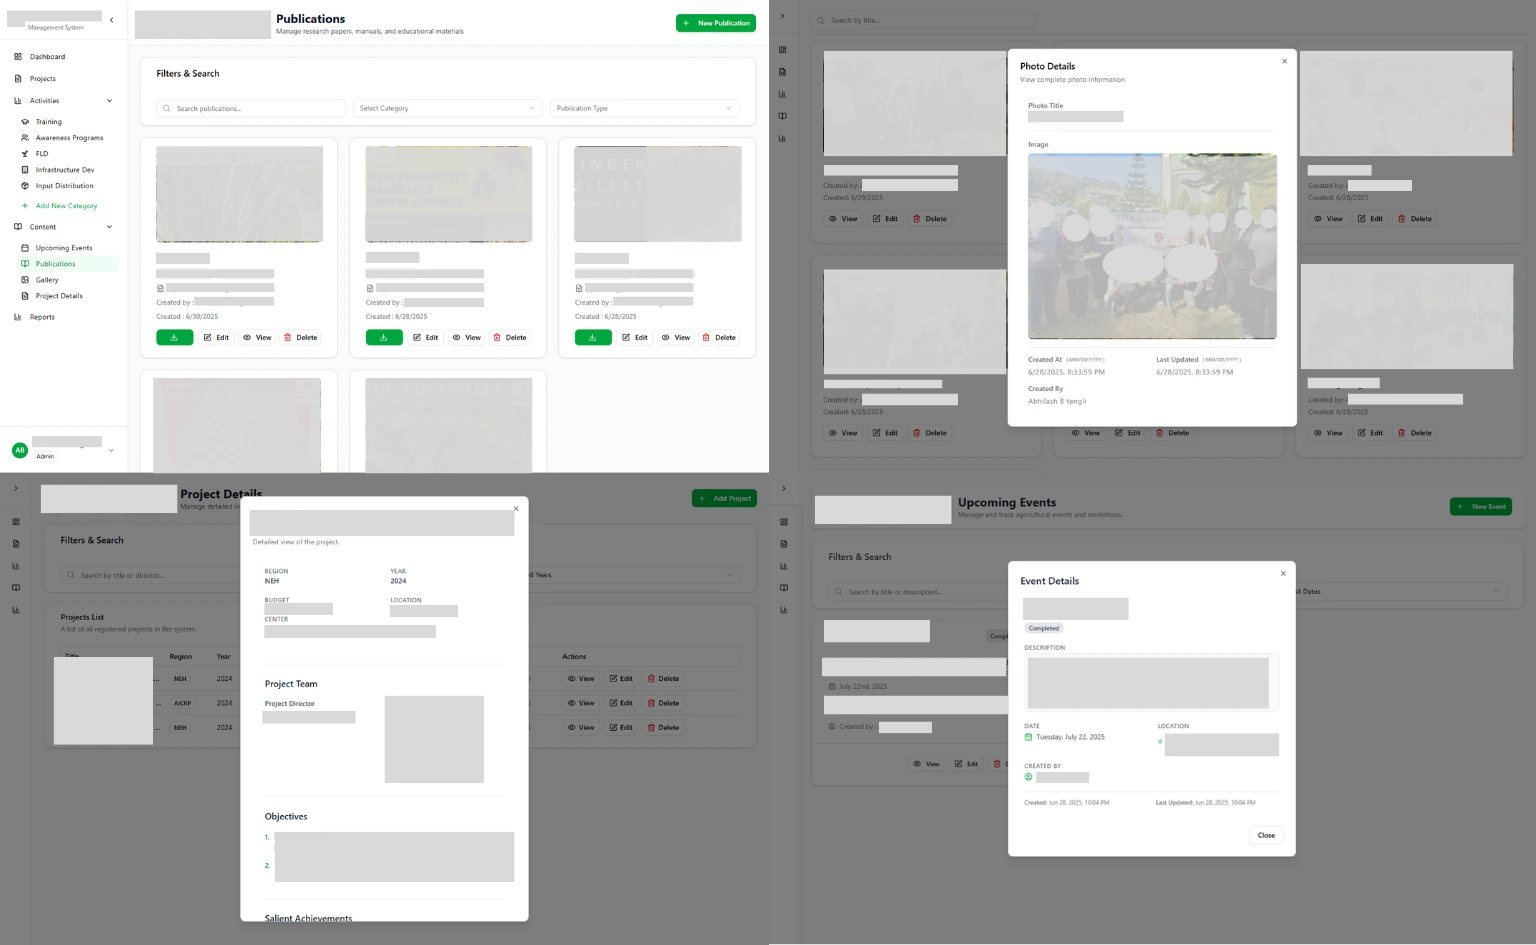 Management System
Dashboard
Projects
Activities
Training
Awareness Programs
FLD
Infrastructure Dev
Input Distribution
Add New Category
Content
Upcoming Events
Publications
Gallery
Project Details
Reports
AB
Admin
Publications
Manage research papers, manuals, and educational materials
New Publication
Filters & Search
Search publications...
Select Category
Publication Type
FINGER
MILLET
Created by :
Created by :
Created by :
Created : 6/30/2025
Created : 6/28/2025
Created : 6/28/2025
Edit View Delete
Edit View Delete
Edit View Delete
Search by title...
Created by:
Created: 6/29/2025
View Edit Delete
Created by:
Created: 6/28/2025
View Edit Delete
Created by:
Created: 6/28/2025
View Edit Delete
View Edit Delete
Created by:
Created: 6/28/2025
View Edit Delete
Photo Details
View complete photo information
Photo Title
Image
Created At (MM/DD/YYYY)
Last Updated (MM/DD/YYYY)
6/28/2025, 8:33:59 PM
6/28/2025, 8:33:59 PM
Created By
Abhilash B tengli
Project Details
Manage detailed in
Add Project
Filters & Search
Search by title or director...
All Years
Projects List
A list of all registered projects in the system.
Title Region Year Actions
... NEH 2024 View Edit Delete
... AICRP 2024 View Edit Delete
... NEH 2024 View Edit Delete
Detailed view of the project.
REGION
NEH
YEAR
2024
BUDGET
LOCATION
CENTER
Project Team
Project Director
Objectives
1.
2.
Salient Achievements
Upcoming Events
Manage and track agricultural events and workshops.
New Event
Filters & Search
Search by title or description...
All Dates
Compl
July 22nd, 2025
Created by :
View Edit
Event Details
Completed
DESCRIPTION
DATE
Tuesday, July 22, 2025
LOCATION
CREATED BY
Created: Jun 28, 2025, 10:04 PM
Last Updated: Jun 28, 2025, 10:04 PM
Close